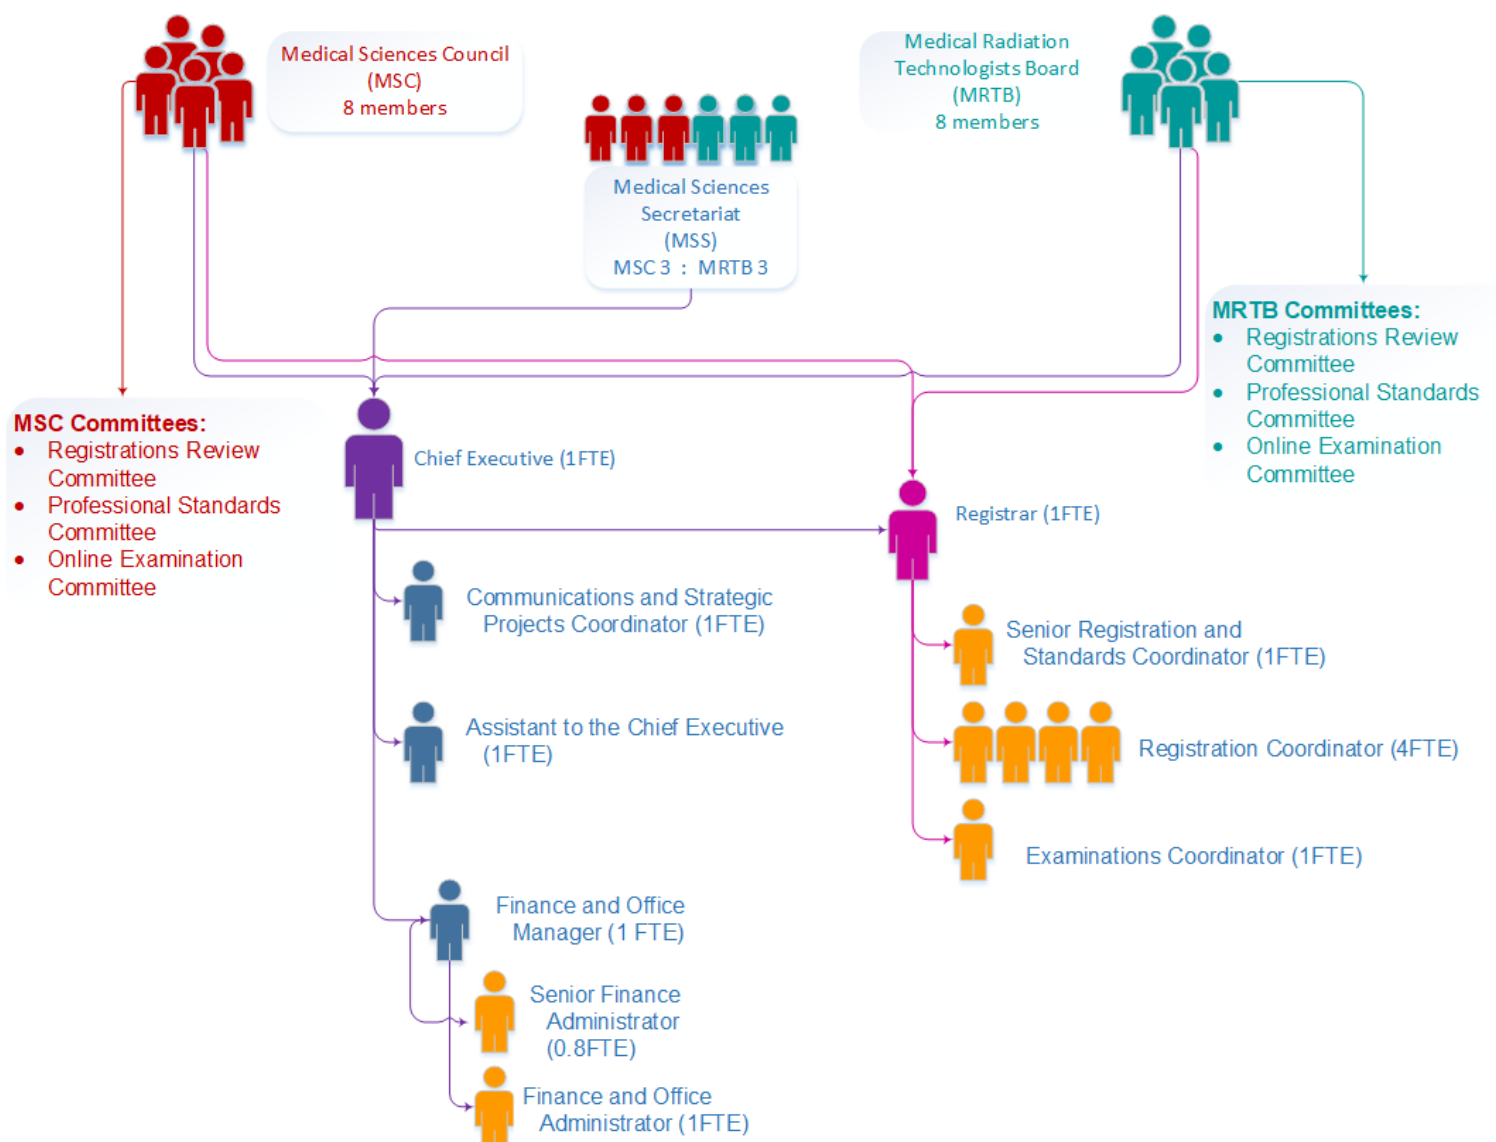 Medical Sciences Council
(MSC)
8 members
Medical Radiation
Technologists Board
(MRTB)
8 members
Medical Sciences
Secretariat
(MSS)
MSC 3 : MRTB 3
MRTB Committees:
• Registrations Review
Committee
• Professional Standards
Committee
• Online Examination
Committee
MSC Committees:
• Registrations Review
Committee
• Professional Standards
Committee
• Online Examination
Committee
Chief Executive (1FTE)
Registrar (1FTE)
Communications and Strategic
Projects Coordinator (1FTE)
Senior Registration and
Standards Coordinator (1FTE)
Assistant to the Chief Executive
(1FTE)
Registration Coordinator (4FTE)
Examinations Coordinator (1FTE)
Finance and Office
Manager (1 FTE)
Senior Finance
Administrator
(0.8FTE)
Finance and Office
Administrator (1FTE)